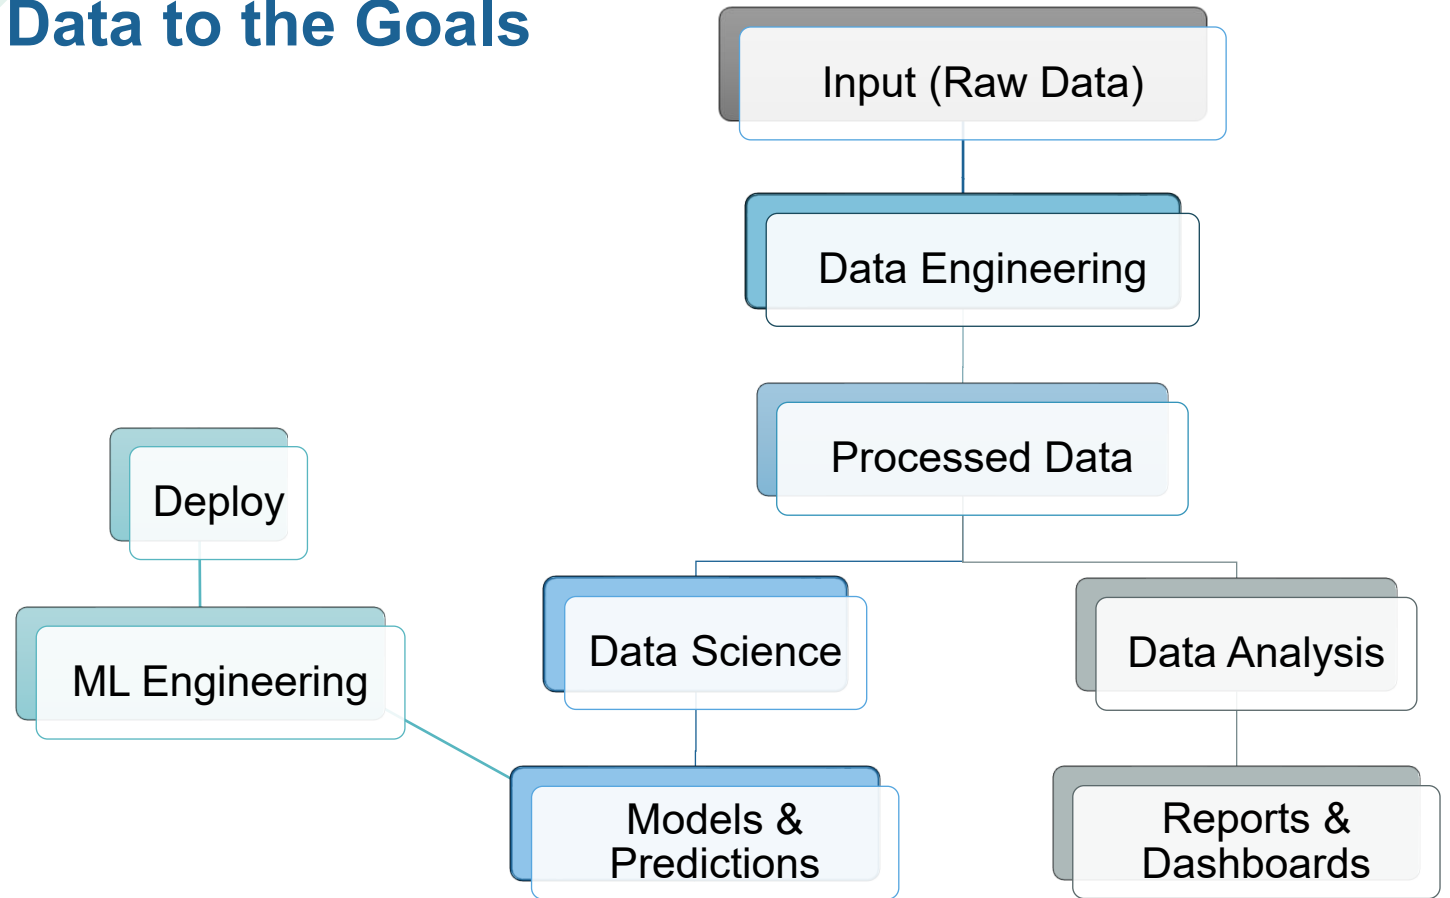 Data to the Goals
Input (Raw Data)
Data Engineering
Processed Data
Deploy
ML Engineering
Data Science
Data Analysis
Models &
Predictions
Reports &
Dashboards